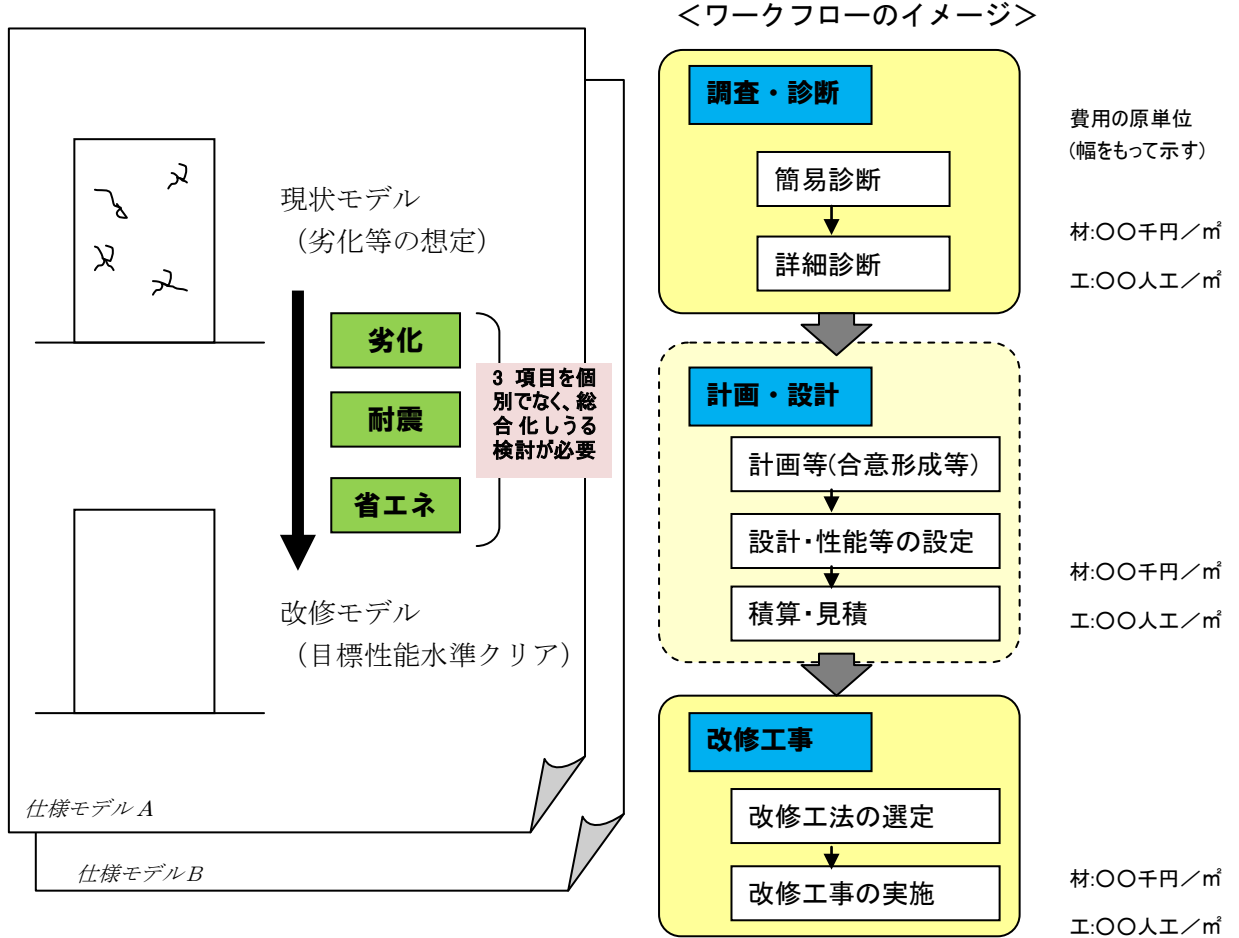 ＜ワークフローのイメージ＞
現状モデル
（劣化等の想定）
劣化
耐震
省エネ
3 項目を個
別でなく、総
合化しうる
検討が必要
改修モデル
（目標性能水準クリア）
仕様モデル A
仕様モデル B
調査・診断
簡易診断
詳細診断
費用の原単位
(幅をもって示す)
材:〇〇千円／㎡
工:〇〇人工／㎡
計画・設計
計画等(合意形成等)
設計・性能等の設定
積算・見積
材:〇〇千円／㎡
工:〇〇人工／㎡
改修工事
改修工法の選定
改修工事の実施
材:〇〇千円／㎡
工:〇〇人工／㎡